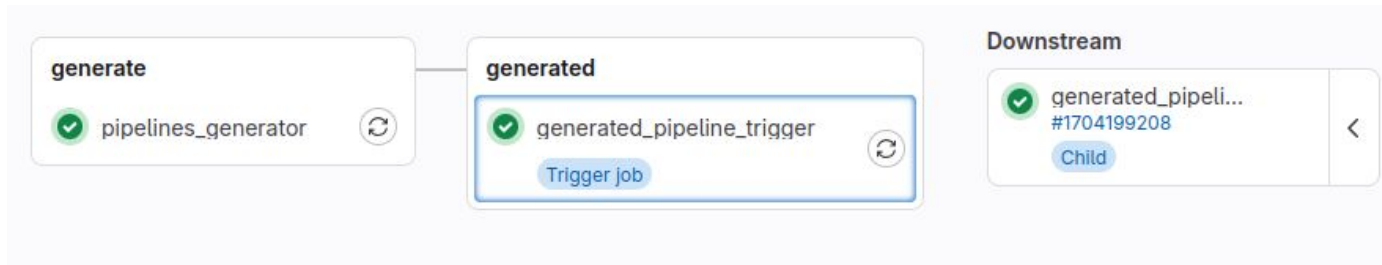 generate
pipelines_generator
generated
generated_pipeline_trigger
Trigger job
Downstream
generated_pipeli...
#1704199208
Child